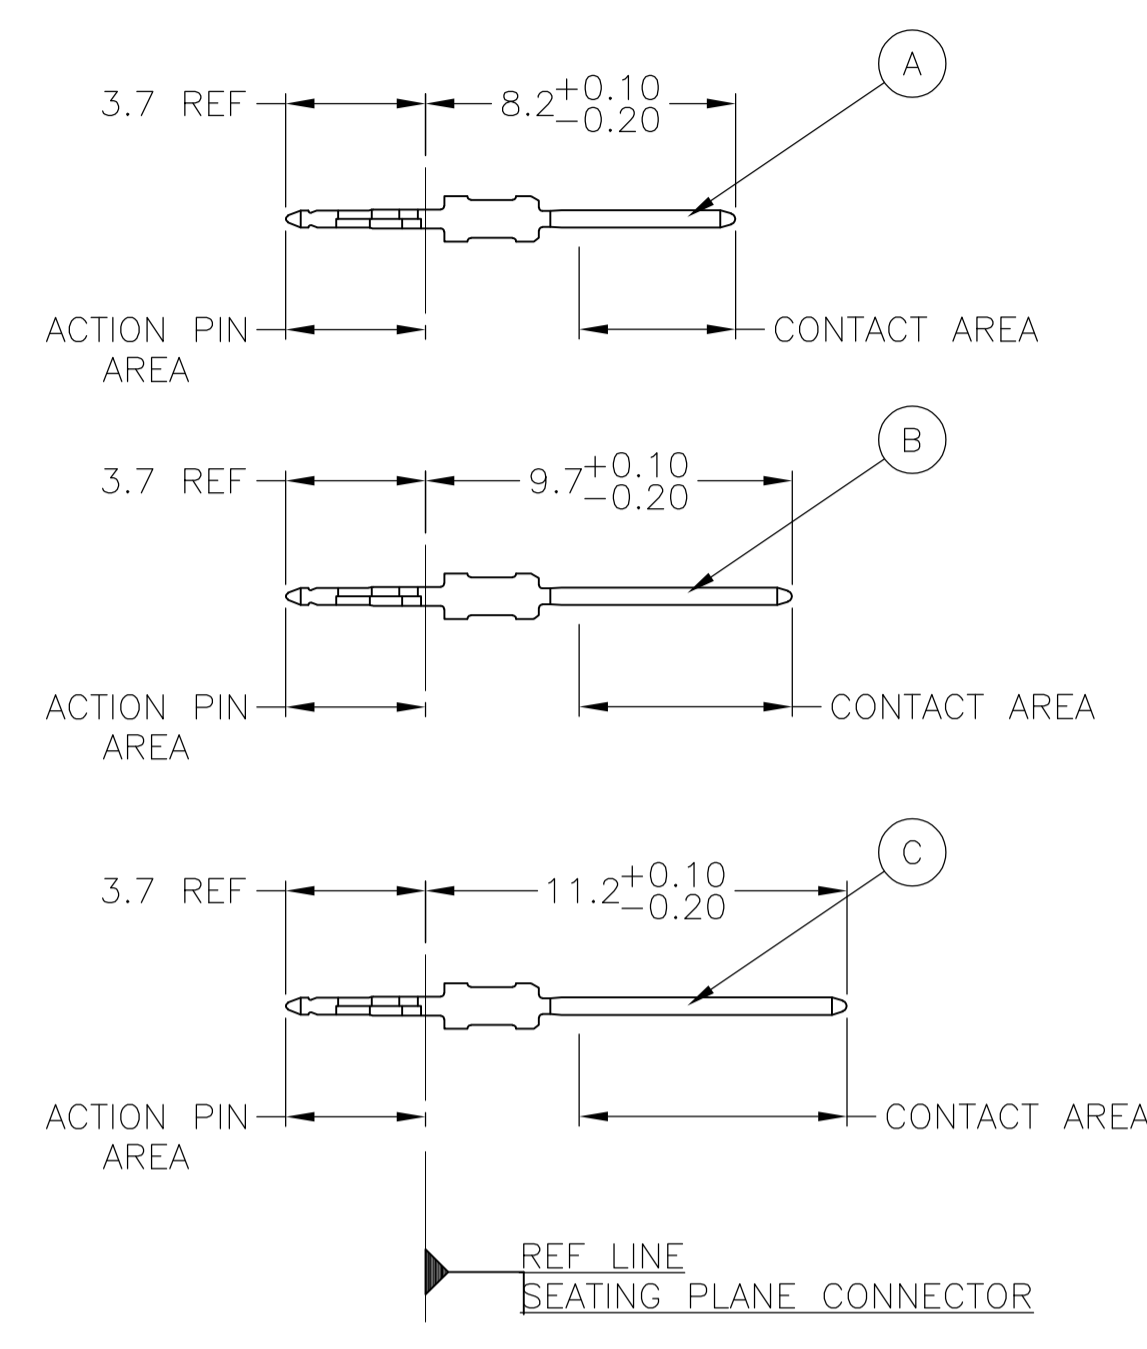 A
3.7 REF 8.2 +0.10
-0.20
ACTION PIN
AREA
CONTACT AREA
B
3.7 REF 9.7 +0.10
-0.20
ACTION PIN
AREA
CONTACT AREA
C
3.7 REF 11.2 +0.10
-0.20
ACTION PIN
AREA
CONTACT AREA
REF LINE
SEATING PLANE CONNECTOR